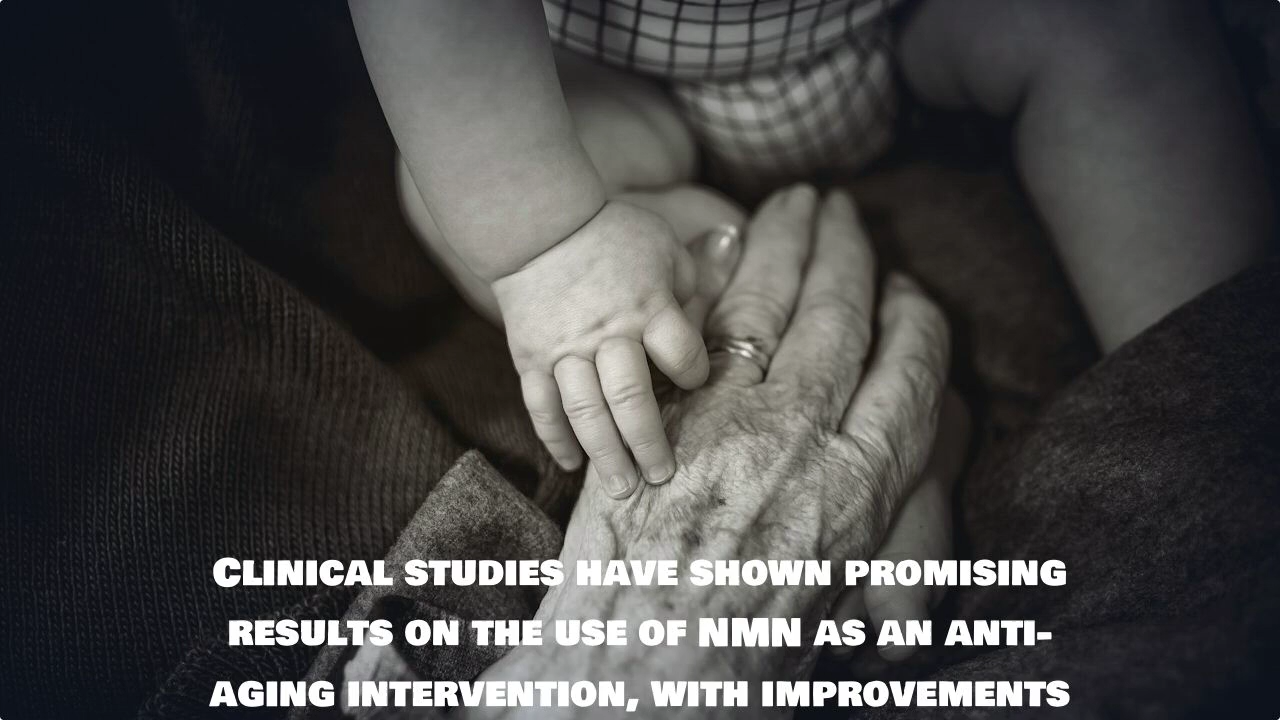 Clinical studies have shown promising
results on the use of NMN as an anti-
aging intervention, with improvements